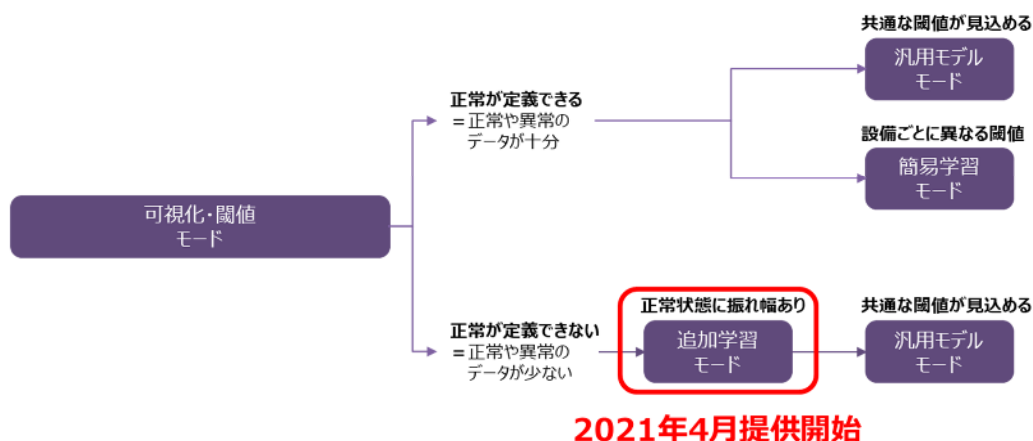 共通な閾値が見込める
汎用モデル
モード
正常が定義できる
＝正常や異常の
データが十分
設備ごとに異なる閾値
簡易学習
モード
可視化・閾値
モード
正常状態に振れ幅あり
共通な閾値が見込める
正常が定義できない
＝正常や異常の
データが少ない
追加学習
モード
汎用モデル
モード
2021年4月提供開始